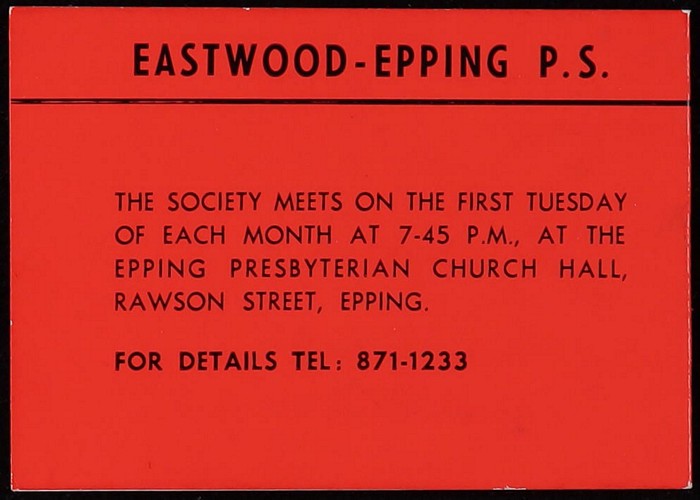 EASTWOOD-EPPING P.S.
THE SOCIETY MEETS ON THE FIRST TUESDAY
OF EACH MONTH AT 7-45 P.M., AT THE
EPPING PRESBYTERIAN CHURCH HALL,
RAWSON STREET, EPPING.
FOR DETAILS TEL: 871-1233